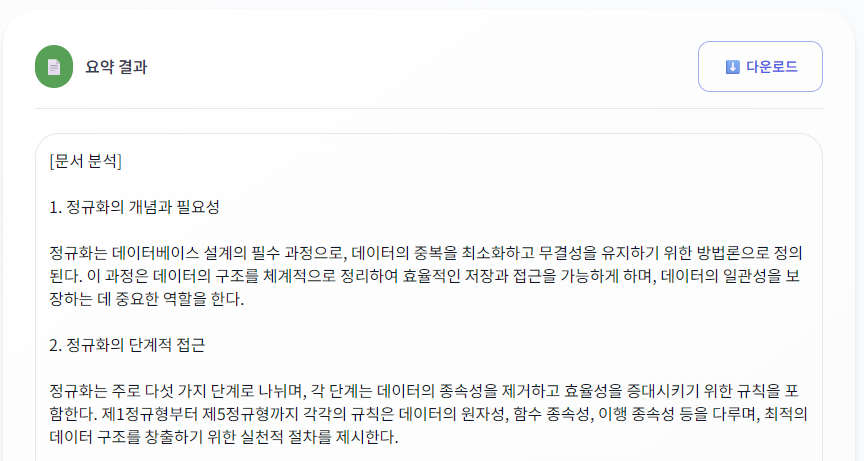 요약 결과
다운로드
[문서 분석]
1. 정규화의 개념과 필요성
정규화는 데이터베이스 설계의 필수 과정으로, 데이터의 중복을 최소화하고 무결성을 유지하기 위한 방법론으로 정의
된다. 이 과정은 데이터의 구조를 체계적으로 정리하여 효율적인 저장과 접근을 가능하게 하며, 데이터의 일관성을 보
장하는 데 중요한 역할을 한다.
2. 정규화의 단계적 접근
정규화는 주로 다섯 가지 단계로 나뉘며, 각 단계는 데이터의 종속성을 제거하고 효율성을 증대시키기 위한 규칙을 포
함한다. 제1정규형부터 제5정규형까지 각각의 규칙은 데이터의 원자성, 함수 종속성, 이행 종속성 등을 다루며, 최적의
데이터 구조를 창출하기 위한 실천적 절차를 제시한다.